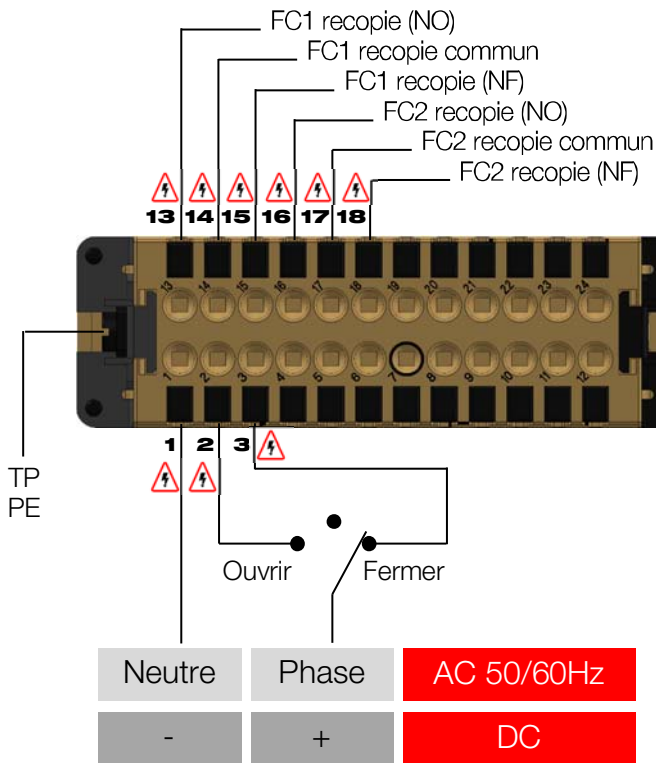 FC1 recopie (NO)
FC1 recopie commun
FC1 recopie (NF)
FC2 recopie (NO)
FC2 recopie commun
FC2 recopie (NF)
13 14 15 16 17 18
13 14 15 16 17 18 19 20 21 22 23 24
1 2 3 4 5 6 7 8 9 10 11 12
1 2 3
TP
PE
Ouvrir Fermer
Neutre Phase AC 50/60Hz
- + DC